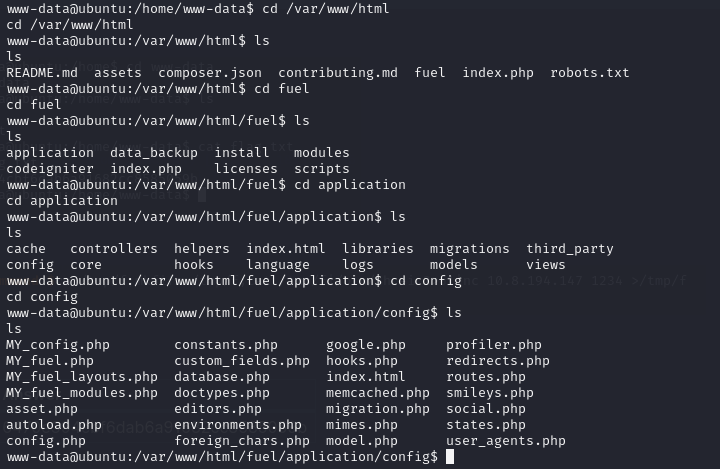 www-data@ubuntu:/home/www-data$ cd /var/www/html
cd /var/www/html
www-data@ubuntu:/var/www/html$ ls
ls
README.md  assets  composer.json  contributing.md  fuel  index.php  robots.txt
www-data@ubuntu:/var/www/html$ cd fuel
cd fuel
www-data@ubuntu:/var/www/html/fuel$ ls
ls
application  data_backup  install   modules
codeigniter  index.php    licenses  scripts
www-data@ubuntu:/var/www/html/fuel$ cd application
cd application
www-data@ubuntu:/var/www/html/fuel/application$ ls
ls
cache   controllers  helpers  index.html  libraries  migrations  third_party
config  core         hooks    language    logs       models      views
www-data@ubuntu:/var/www/html/fuel/application$ cd config
cd config
www-data@ubuntu:/var/www/html/fuel/application/config$ ls
ls
MY_config.php        constants.php      google.php     profiler.php
MY_fuel.php          custom_fields.php  hooks.php      redirects.php
MY_fuel_layouts.php  database.php       index.html     routes.php
MY_fuel_modules.php  doctypes.php       memcached.php  smileys.php
asset.php            editors.php        migration.php  social.php
autoload.php         environments.php   mimes.php      states.php
config.php           foreign_chars.php  model.php      user_agents.php
www-data@ubuntu:/var/www/html/fuel/application/config$